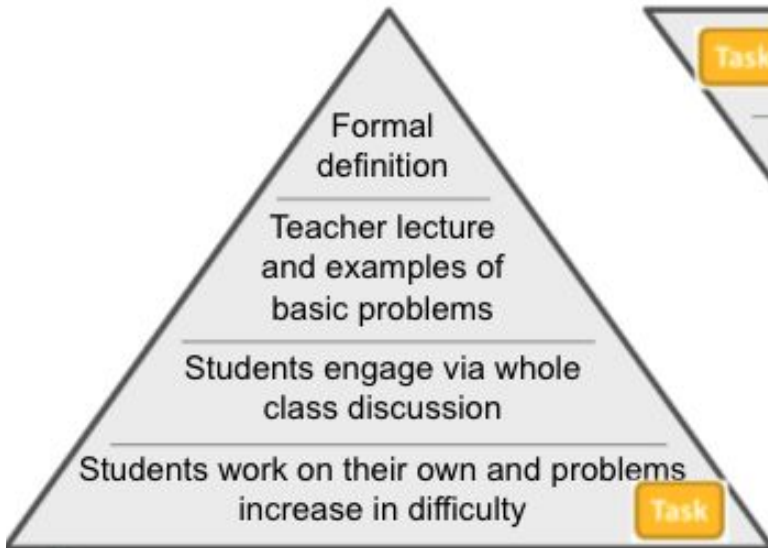 Task
Formal
definition
Teacher lecture
and examples of
basic problems
Students engage via whole
class discussion
Students work on their own and problems
increase in difficulty
Task